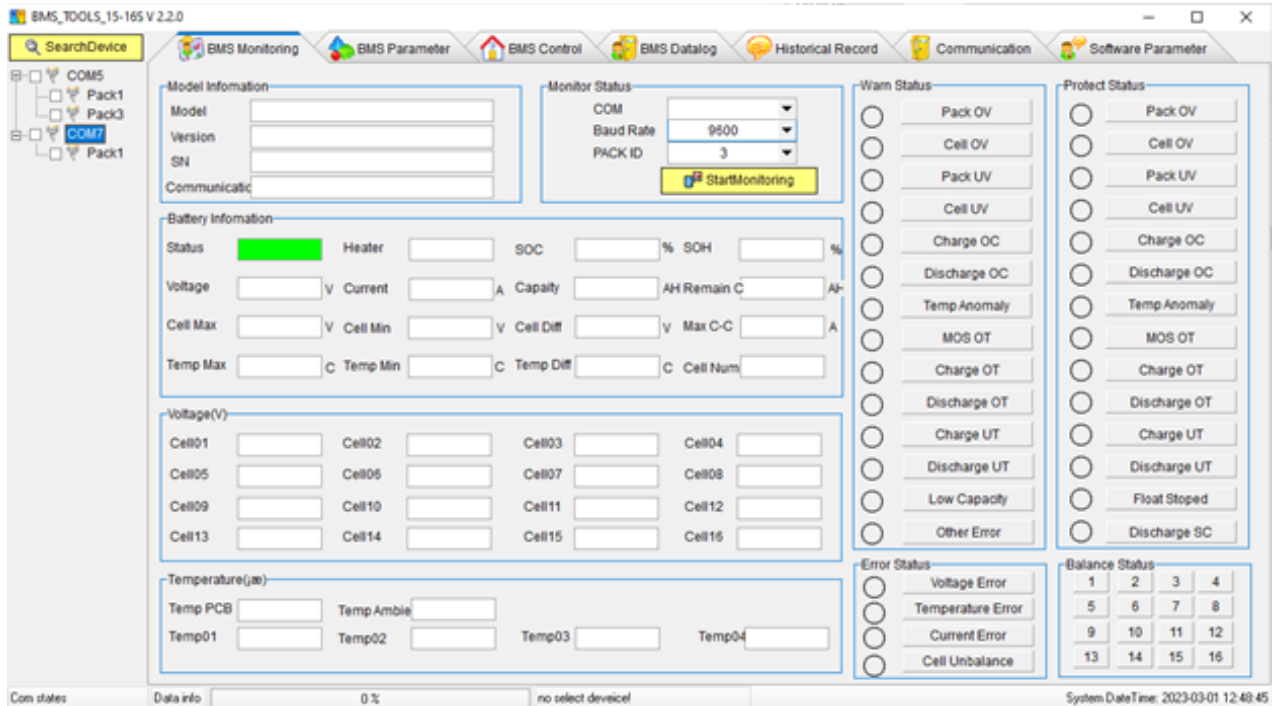 BMS_TOOLS_15-16S V 2.2.0
SearchDevice
BMS Monitoring
BMS Parameter
BMS Control
BMS Datalog
Historical Record
Communication
Software Parameter
COM5
Pack1
Pack3
COM7
Pack1
Model Infomation
Model
Version
SN
Communicatic
Monitor Status
COM
Baud Rate 9600
PACK ID 3
StartMonitoring
Battery Infomation
Status Heater SOC % SOH %
Voltage V Current A Capaity AH Remain C AH
Cell Max V Cell Min V Cell Diff V Max C-C A
Temp Max C Temp Min C Temp Diff C Cell Num
Voltage(V)
Cell01 Cell02 Cell03 Cell04
Cell05 Cell06 Cell07 Cell08
Cell09 Cell10 Cell11 Cell12
Cell13 Cell14 Cell15 Cell16
Temperature(¡æ)
Temp PCB Temp Ambie
Temp01 Temp02 Temp03 Temp04
Warn Status
Pack OV
Cell OV
Pack UV
Cell UV
Charge OC
Discharge OC
Temp Anomaly
MOS OT
Charge OT
Discharge OT
Charge UT
Discharge UT
Low Capacity
Other Error
Protect Status
Pack OV
Cell OV
Pack UV
Cell UV
Charge OC
Discharge OC
Temp Anomaly
MOS OT
Charge OT
Discharge OT
Charge UT
Discharge UT
Float Stoped
Discharge SC
Error Status
Voltage Error
Temperature Error
Current Error
Cell Unbalance
Balance Status
1 2 3 4
5 6 7 8
9 10 11 12
13 14 15 16
Com states
Data info
0 %
no select deveice!
System DateTime: 2023-03-01 12:48:45